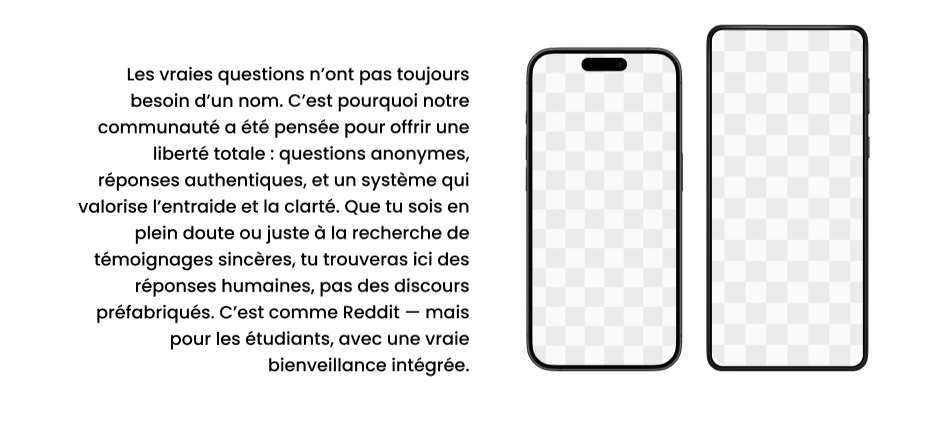 Les vraies questions n’ont pas toujours
besoin d’un nom. C’est pourquoi notre
communauté a été pensée pour offrir une
liberté totale : questions anonymes,
réponses authentiques, et un système qui
valorise l’entraide et la clarté. Que tu sois en
plein doute ou juste à la recherche de
témoignages sincères, tu trouveras ici des
réponses humaines, pas des discours
préfabriqués. C’est comme Reddit — mais
pour les étudiants, avec une vraie
bienveillance intégrée.